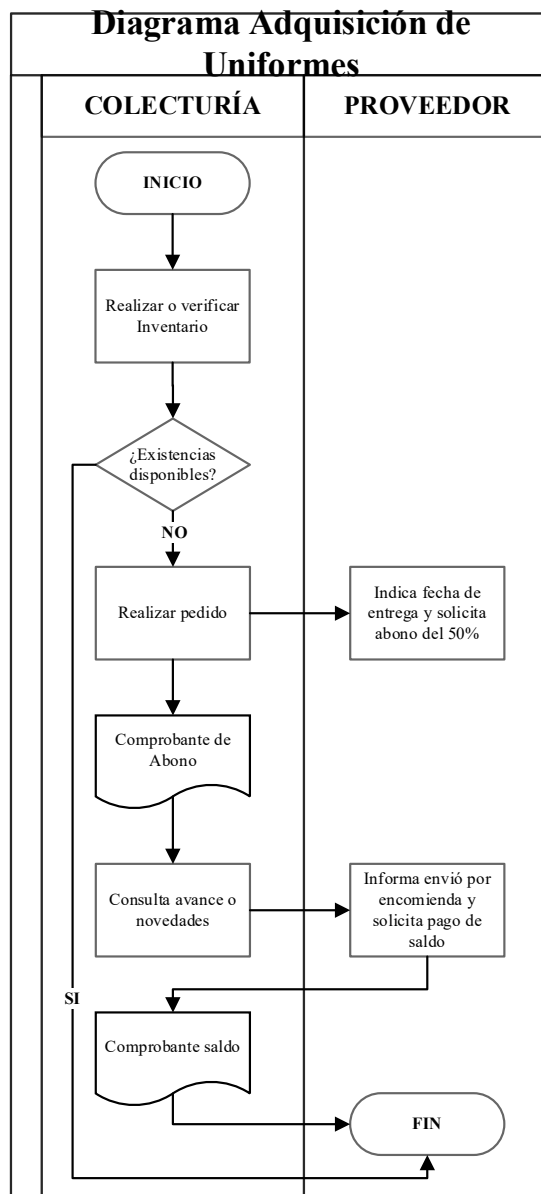 Diagrama Adquisición de
Uniformes
COLECTURÍA
PROVEEDOR
INICIO
Realizar o verificar
Inventario
¿Existencias
disponibles?
NO
Realizar pedido
Indica fecha de
entrega y solicita
abono del 50%
Comprobante de
Abono
Consulta avance o
novedades
Informa envió por
encomienda y
solicita pago de
saldo
SI
Comprobante saldo
FIN